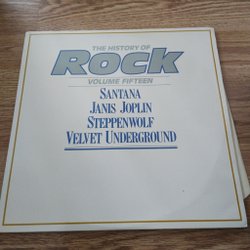 THE HISTORY OF
Rock
VOLUME FIFTEEN
SANTANA
JANIS JOPLIN
STEPPENWOLF
VELVET UNDERGROUND